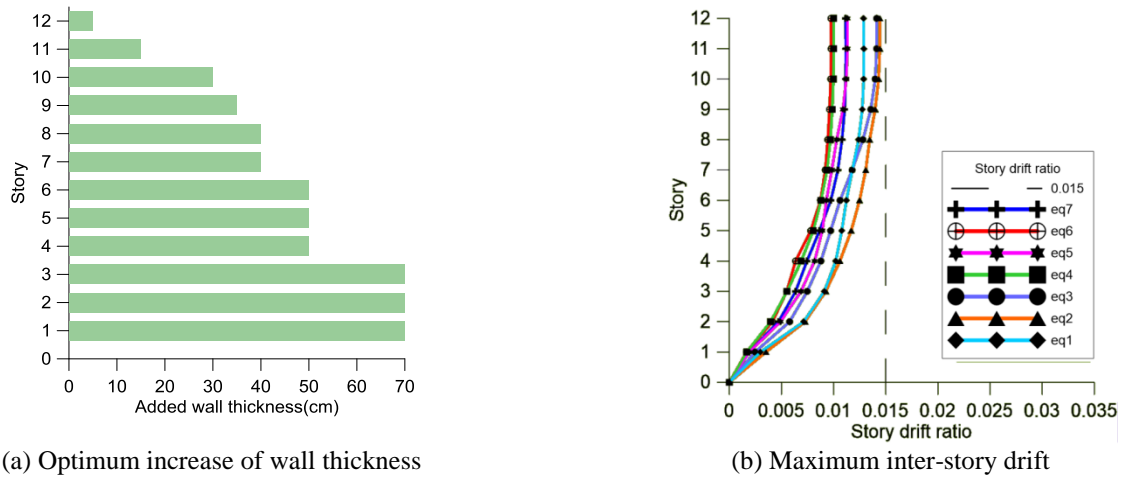 12
11
10
9
8
7
6
5
4
3
2
1
0
Story
0 10 20 30 40 50 60 70
Added wall thickness(cm)
(a) Optimum increase of wall thickness
12
11
10
9
8
7
6
5
4
3
2
1
0
Story
0 0.005 0.01 0.015 0.02 0.025 0.03 0.035
Story drift ratio
Story drift ratio
0.015
eq7
eq6
eq5
eq4
eq3
eq2
eq1
(b) Maximum inter-story drift